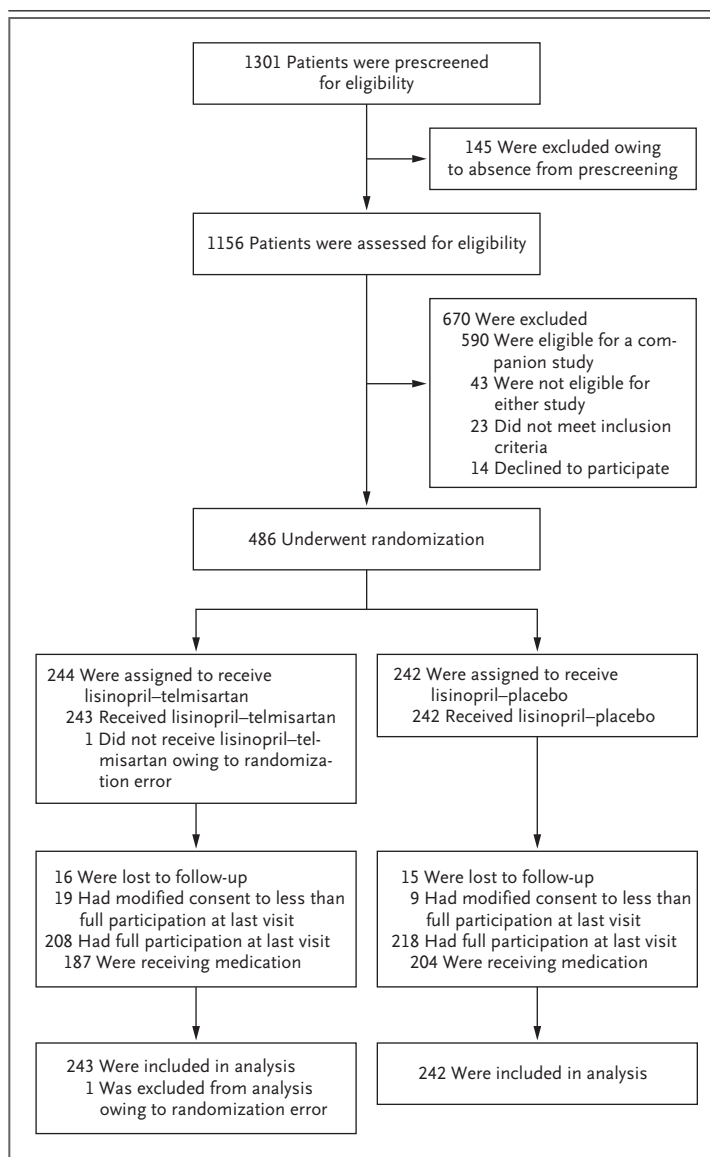 1301 Patients were prescreened
for eligibility
145 Were excluded owing
to absence from prescreening
1156 Patients were assessed for eligibility
670 Were excluded
590 Were eligible for a com-
panion study
43 Were not eligible for
either study
23 Did not meet inclusion
criteria
14 Declined to participate
486 Underwent randomization
244 Were assigned to receive
lisinopril–telmisartan
243 Received lisinopril–telmisartan
1 Did not receive lisinopril–tel-
misartan owing to randomiza-
tion error
242 Were assigned to receive
lisinopril–placebo
242 Received lisinopril–placebo
16 Were lost to follow-up
19 Had modified consent to less than
full participation at last visit
208 Had full participation at last visit
187 Were receiving medication
15 Were lost to follow-up
9 Had modified consent to less than
full participation at last visit
218 Had full participation at last visit
204 Were receiving medication
243 Were included in analysis
1 Was excluded from analysis
owing to randomization error
242 Were included in analysis